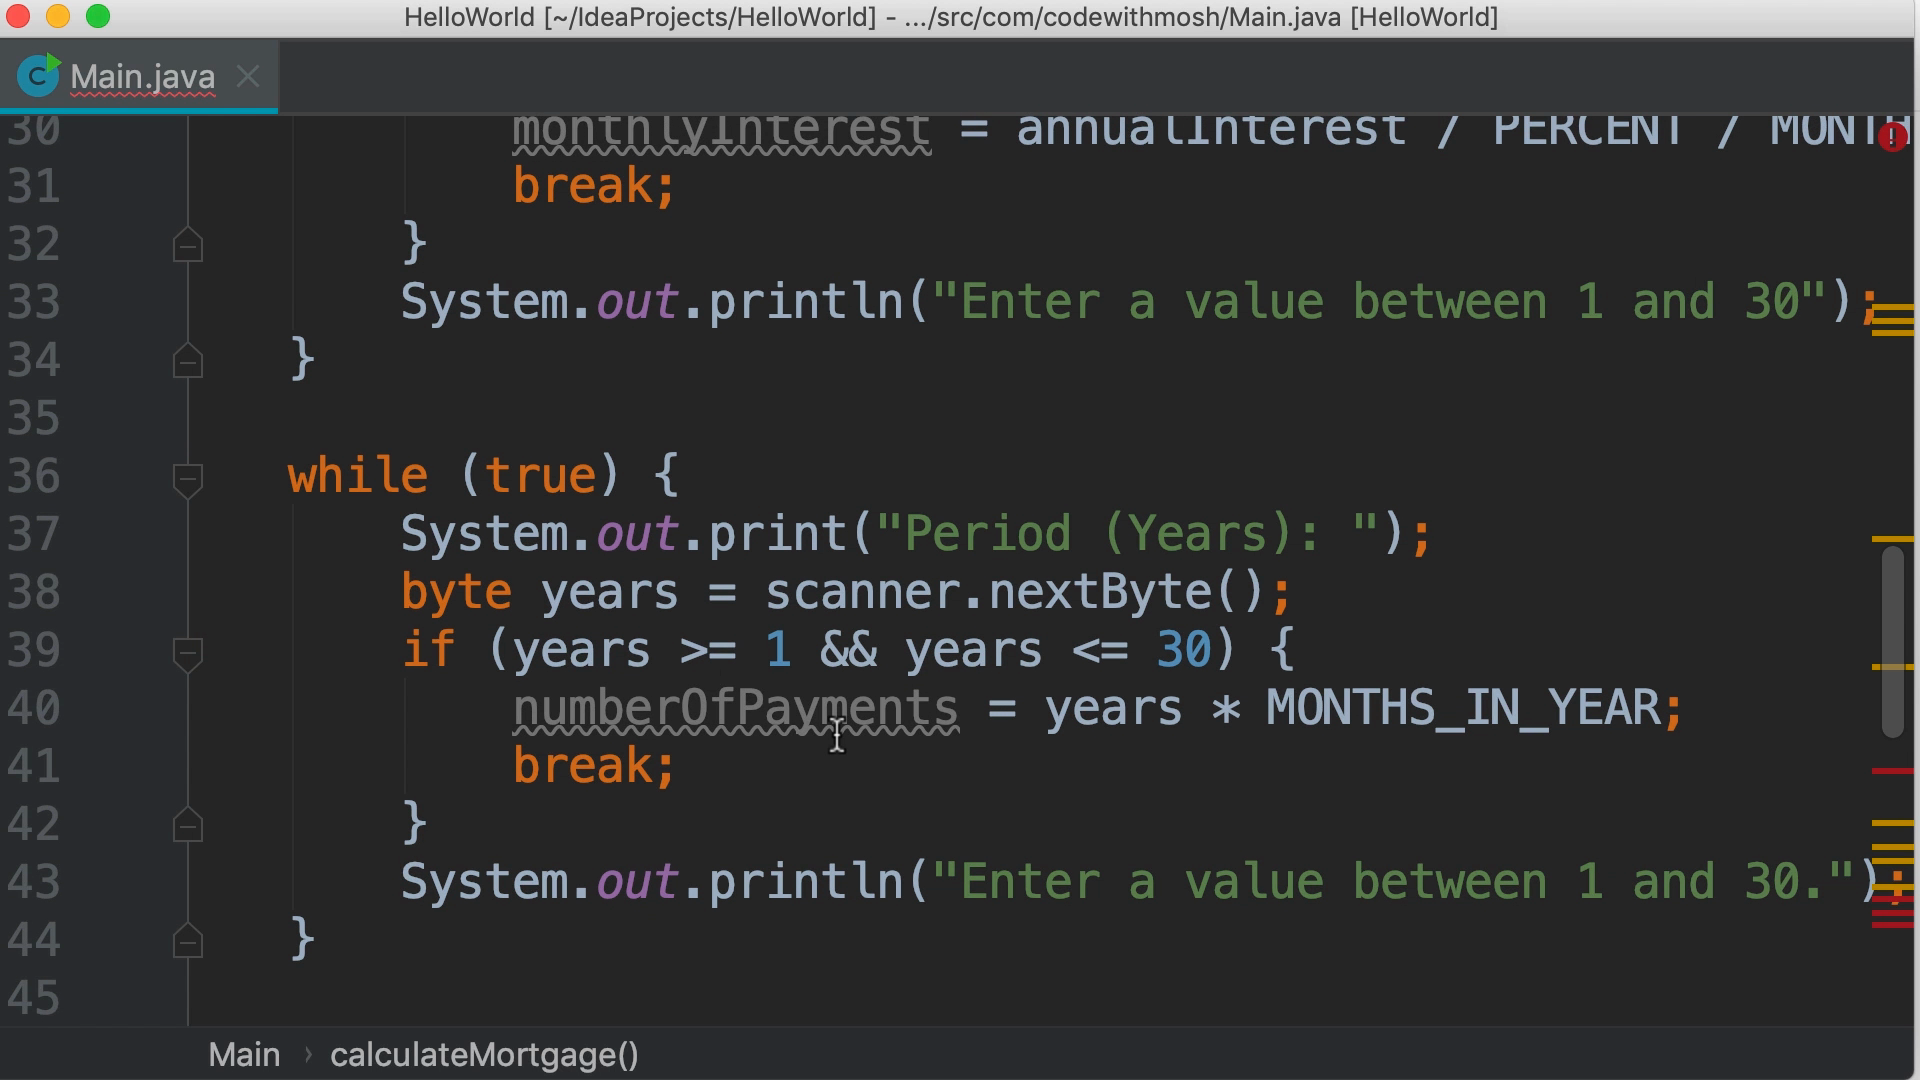 HelloWorld [~/IdeaProjects/HelloWorld] - .../src/com/codewithmosh/Main.java [HelloWorld]
C Main.java
30 monthlyInterest = annualInterest / PERCENT / MONTH
31 break;
32 }
33 System.out.println("Enter a value between 1 and 30");
34 }
35
36 while (true) {
37 System.out.print("Period (Years): ");
38 byte years = scanner.nextByte();
39 if (years >= 1 && years <= 30) {
40 numberOfPayments = years * MONTHS_IN_YEAR;
41 break;
42 }
43 System.out.println("Enter a value between 1 and 30.");
44 }
45
Main › calculateMortgage()